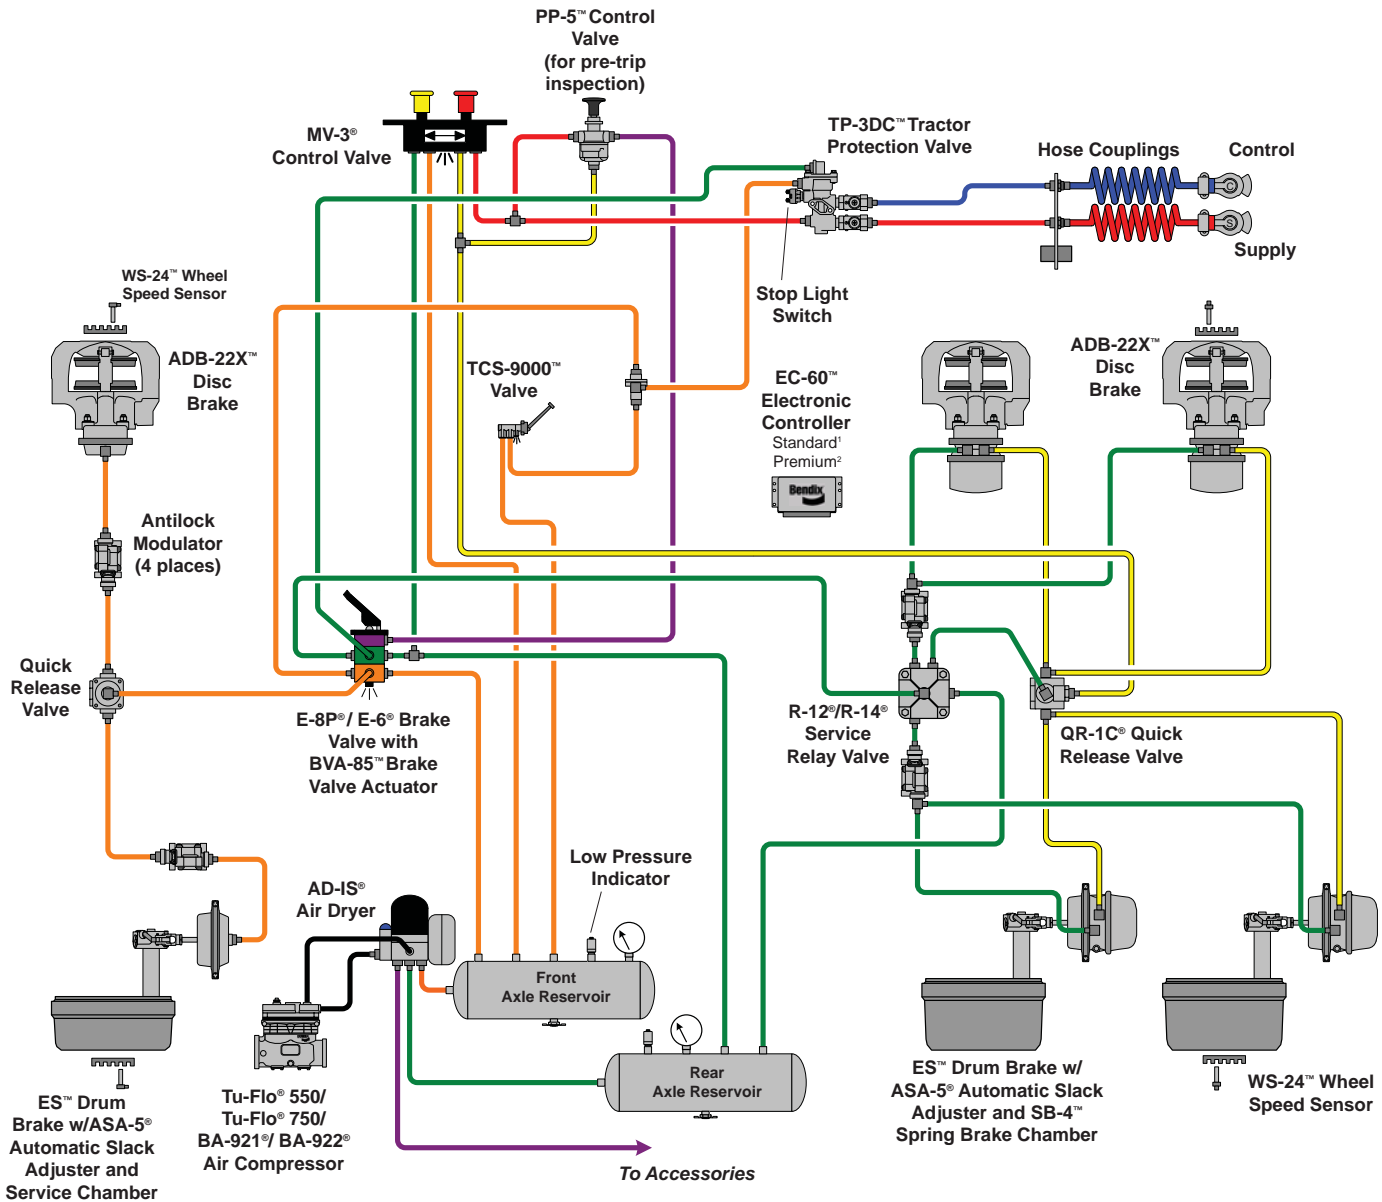 PP-5™ Control
Valve
(for pre-trip
inspection)
MV-3®
Control Valve
TP-3DC™ Tractor
Protection Valve
Hose Couplings
Control
C
S
Supply
WS-24™ Wheel
Speed Sensor
Stop Light
Switch
ADB-22X™
Disc
Brake
TCS-9000™
Valve
EC-60™
Electronic
Controller
Standard¹
Premium²
Bendix
ADB-22X™
Disc
Brake
Antilock
Modulator
(4 places)
Quick
Release
Valve
E-8P®/ E-6® Brake
Valve with
BVA-85™ Brake
Valve Actuator
R-12®/R-14®
Service
Relay Valve
QR-1C® Quick
Release Valve
Low Pressure
Indicator
AD-IS®
Air Dryer
Front
Axle Reservoir
Rear
Axle Reservoir
ES™ Drum
Brake w/ASA-5®
Automatic Slack
Adjuster and
Service Chamber
Tu-Flo® 550/
Tu-Flo® 750/
BA-921®/ BA-922®
Air Compressor
To Accessories
ES™ Drum Brake w/
ASA-5® Automatic Slack
Adjuster and SB-4™
Spring Brake Chamber
WS-24™ Wheel
Speed Sensor